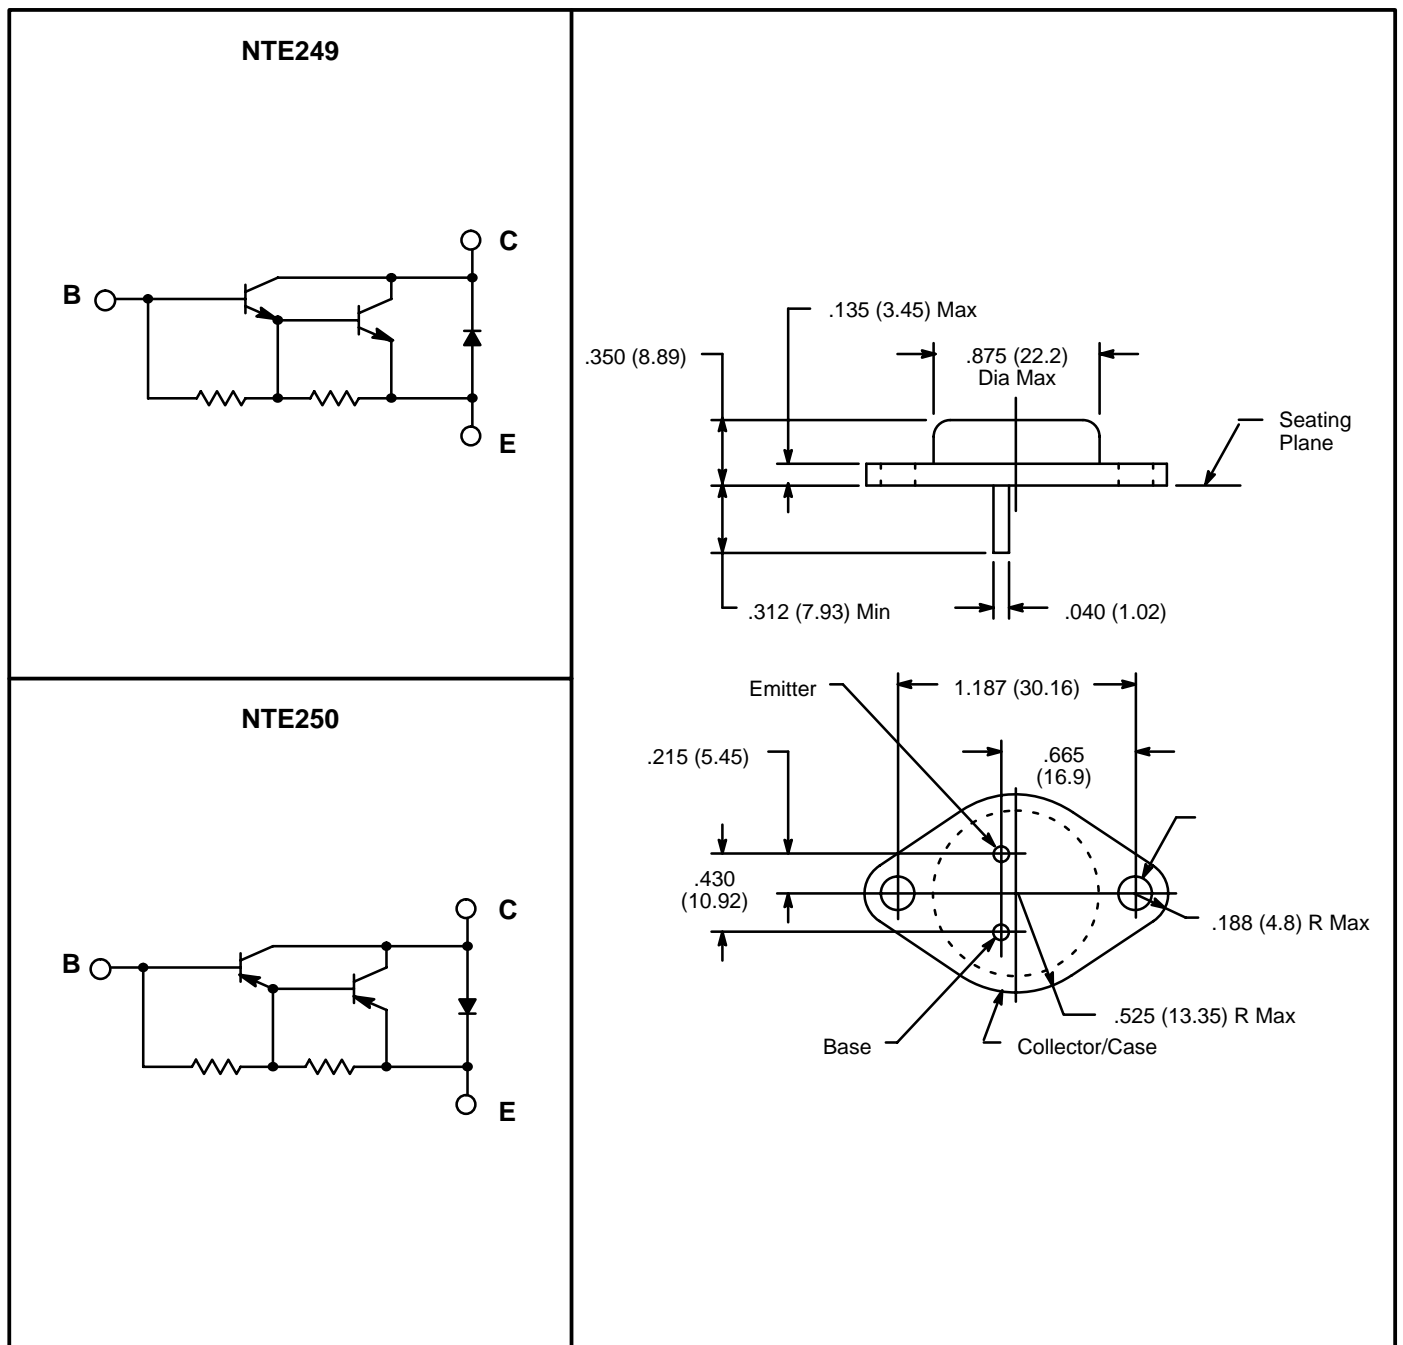 NTE249
C
B
E
NTE250
C
B
E
.135 (3.45) Max
.350 (8.89)
.875 (22.2)
Dia Max
Seating
Plane
.312 (7.93) Min
.040 (1.02)
Emitter
1.187 (30.16)
.215 (5.45)
.665
(16.9)
.430
(10.92)
.188 (4.8) R Max
.525 (13.35) R Max
Base
Collector/Case